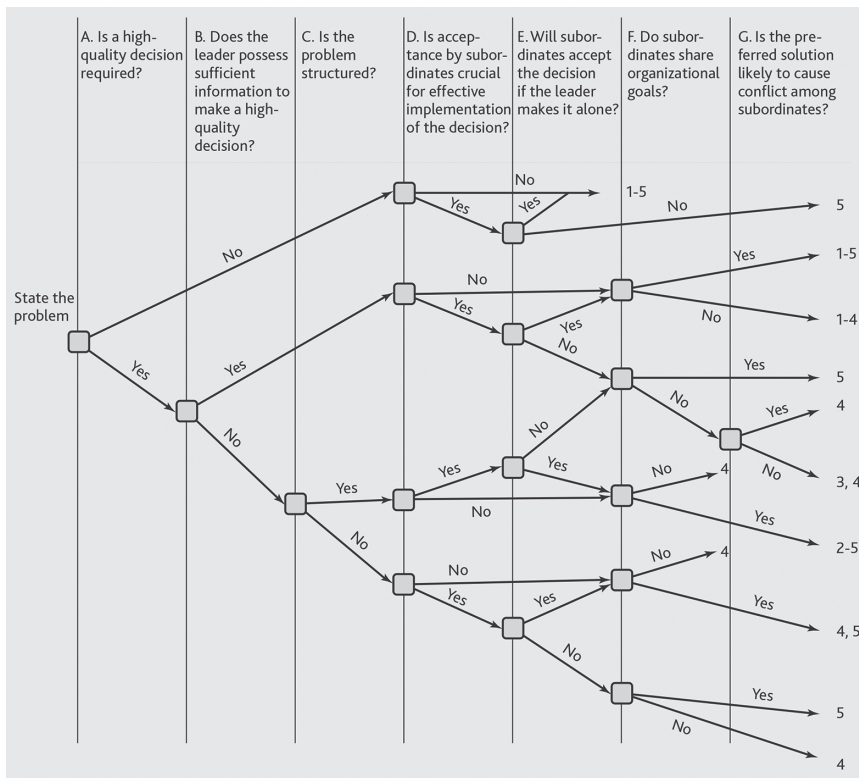 A. Is a high-
quality decision
required?
B. Does the
leader possess
sufficient
information to
make a high-
quality
decision?
C. Is the
problem
structured?
D. Is accep-
tance by subor-
dinates crucial
for effective
implementation
of the decision?
E. Will subor-
dinates accept
the decision
if the leader
makes it alone?
F. Do subor-
dinates share
organizational
goals?
G. Is the pre-
ferred solution
likely to cause
conflict among
subordinates?
No
1-5
Yes
Yes
No
5
No
Yes
1-5
No
State the
problem
Yes
No
1-4
Yes
Yes
No
Yes
Yes
5
No
4
Yes
No
No
No
3, 4
Yes
Yes
No
4
Yes
No
Yes
2-5
No
No
4
No
Yes
Yes
Yes
4, 5
No
Yes
5
No
4